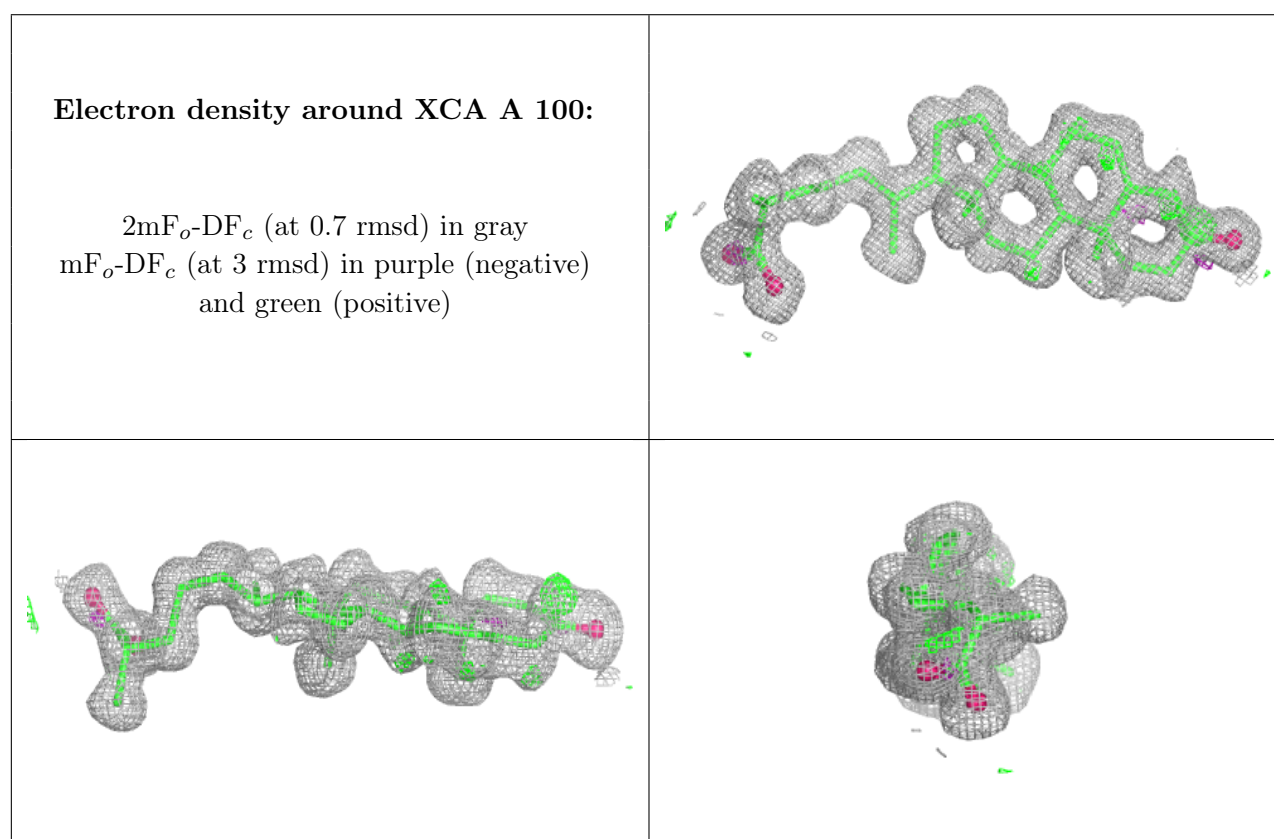 Electron density around XCA A 100:
2mFo-DFc (at 0.7 rmsd) in gray
mFo-DFc (at 3 rmsd) in purple (negative)
and green (positive)